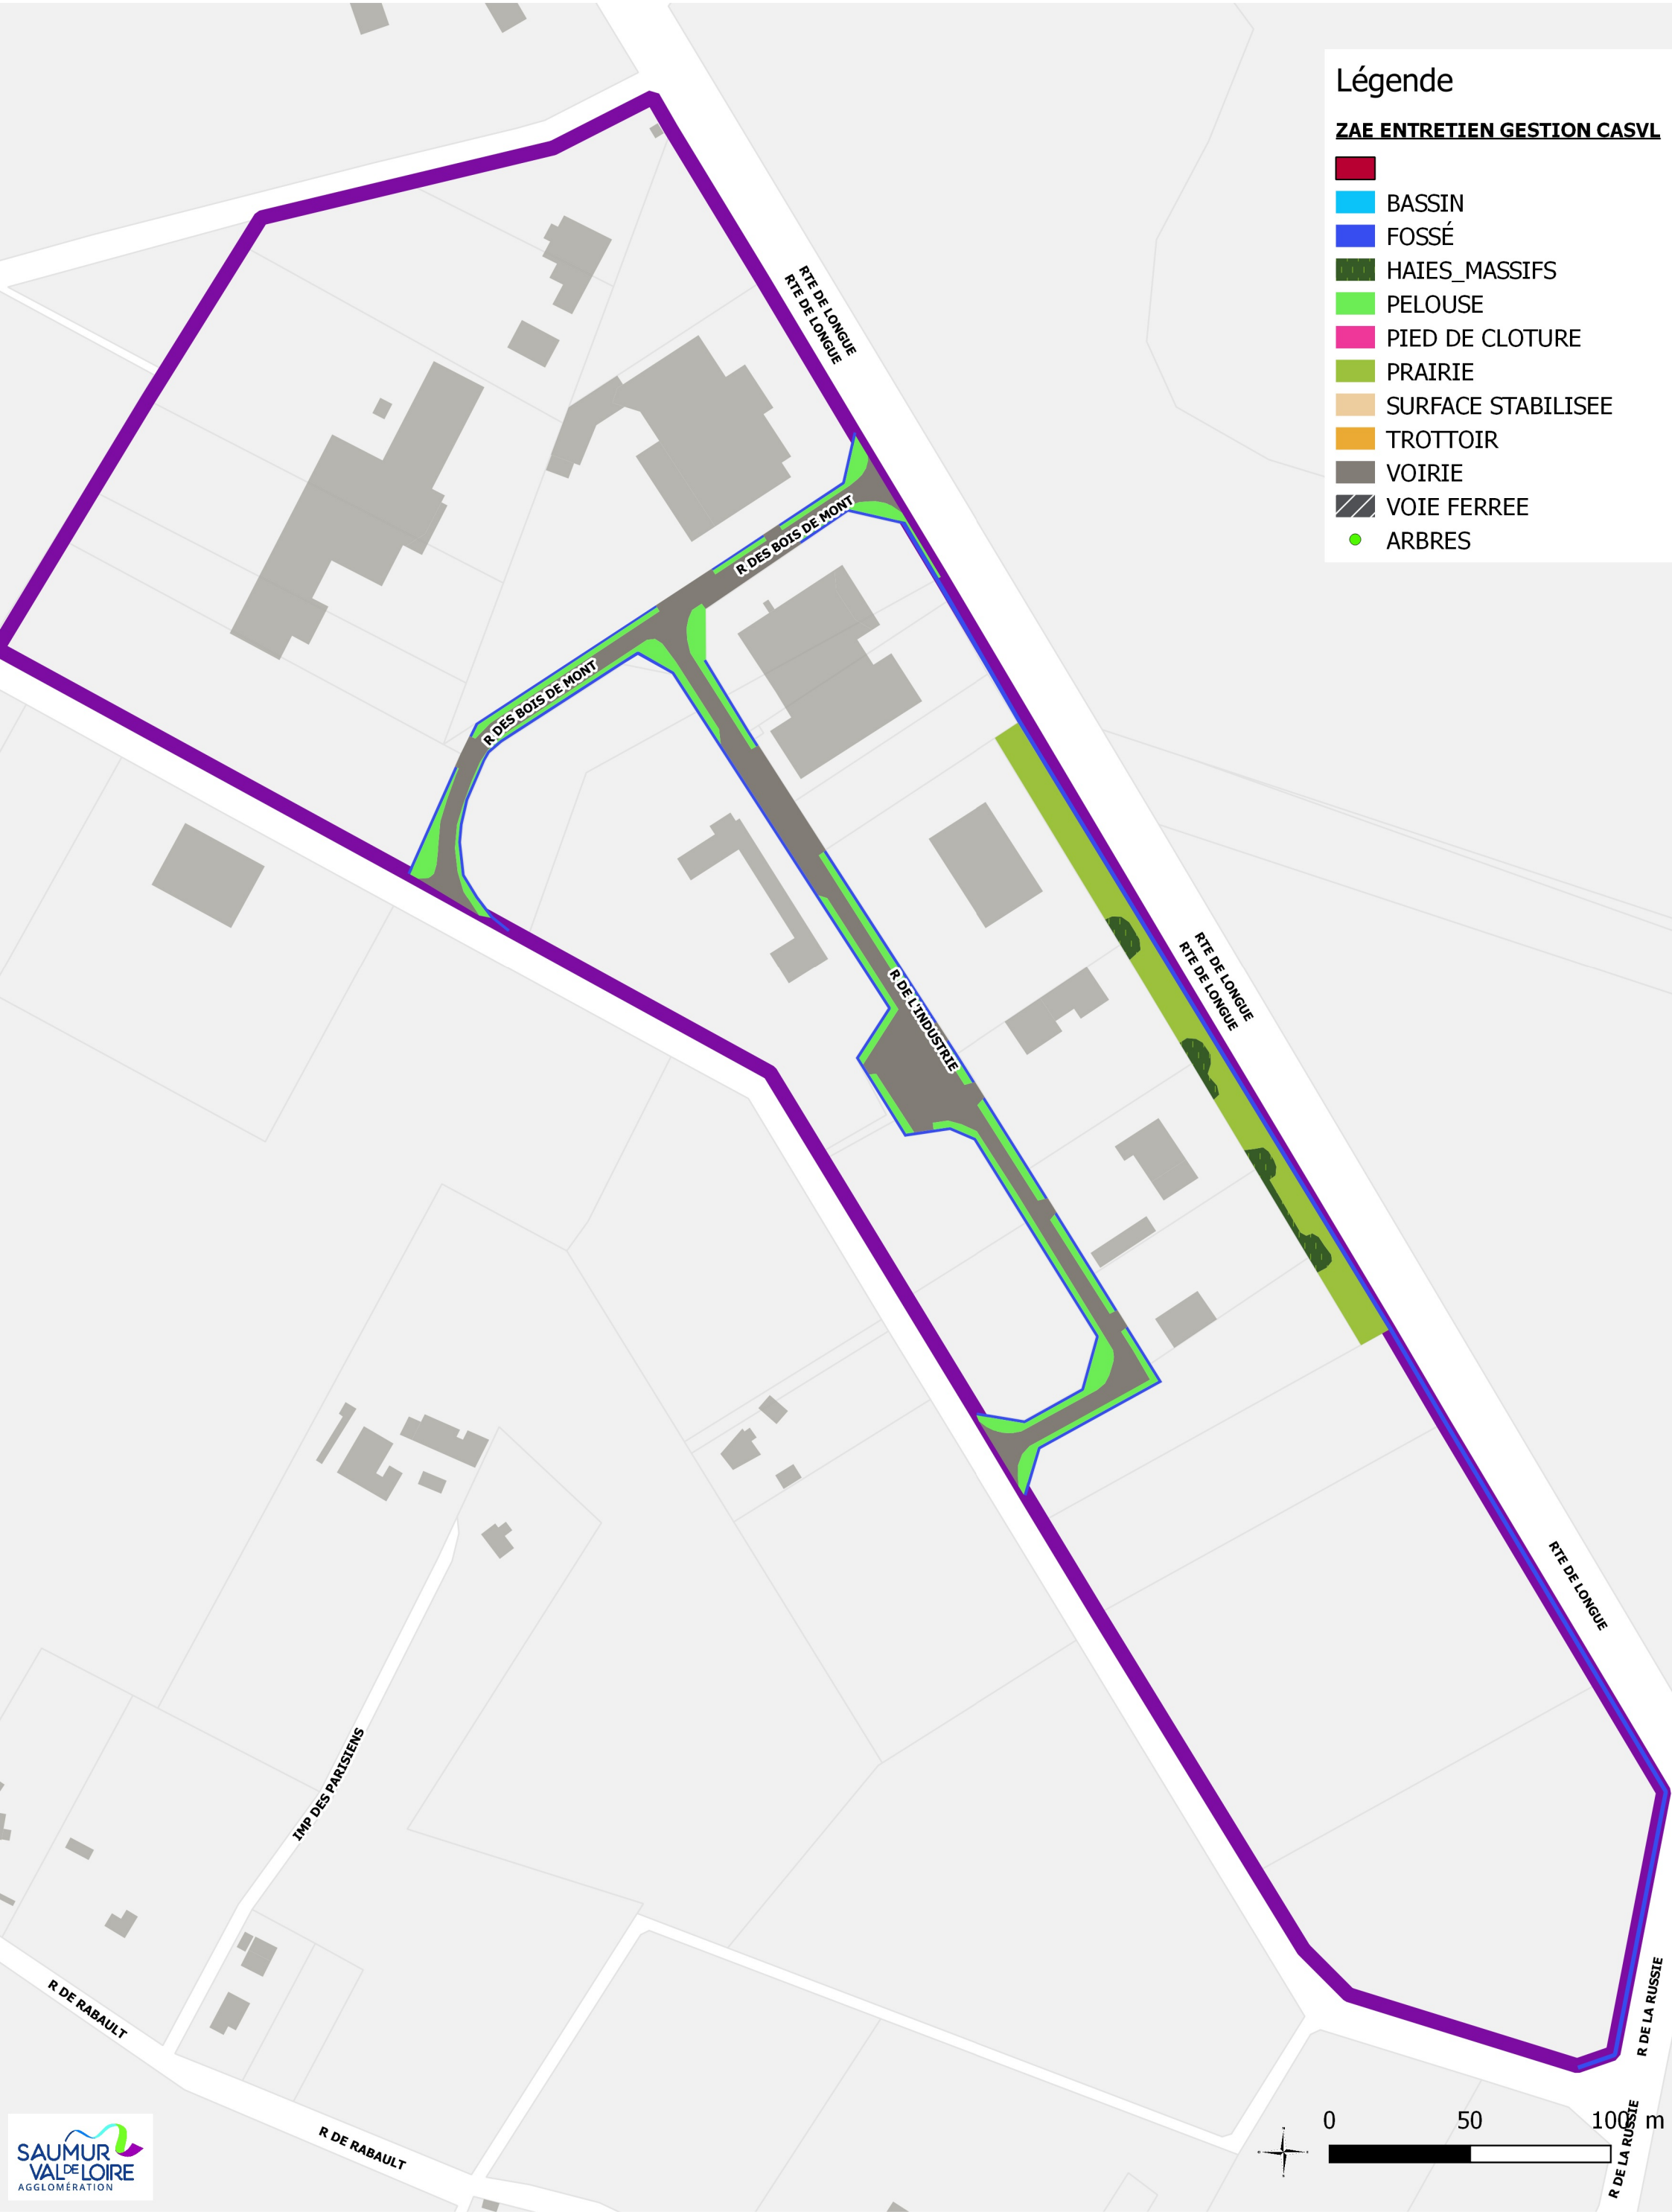 Légende
ZAE ENTRETIEN GESTION CASVL
BASSIN
FOSSÉ
HAIES_MASSIFS
PELOUSE
PIED DE CLOTURE
PRAIRIE
SURFACE STABILISEE
TROTTOIR
VOIRIE
VOIE FERREE
ARBRES
RTE DE LONGUE
RTE DE LONGUE
R DES BOIS DE MONT
R DES BOIS DE MONT
RTE DE LONGUE
RTE DE LONGUE
R DE L'INDUSTRIE
RTE DE LONGUE
IMP DES PARISIENS
R DE RABAULT
R DE LA RUSSIE
R DE RABAULT
R DE LA RUSSIE
0 50 100 m
SAUMUR
VAL DE LOIRE
AGGLOMÉRATION